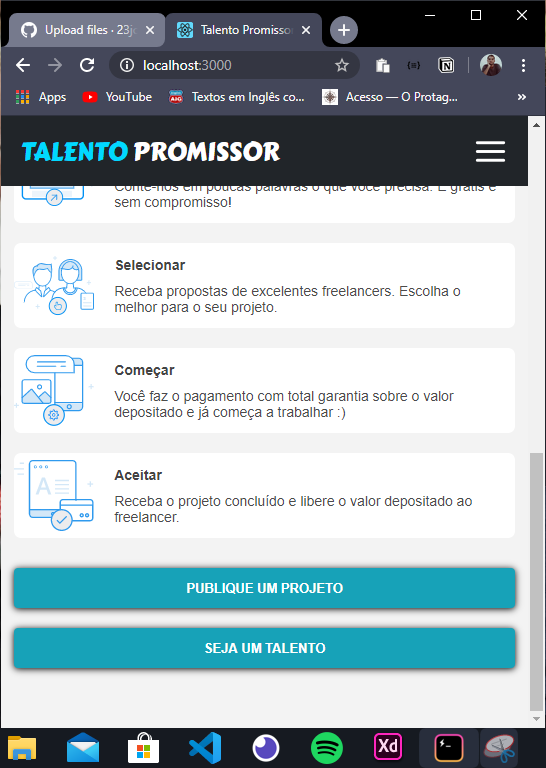 Upload files · 23j
Talento Promissor
localhost:3000
Apps
YouTube
Textos em Inglês co...
Acesso — O Protag...
»
TALENTO PROMISSOR
Conte-nos em poucas palavras o que você precisa. É grátis e
sem compromisso!
Selecionar
Receba propostas de excelentes freelancers. Escolha o
melhor para o seu projeto.
Começar
Você faz o pagamento com total garantia sobre o valor
depositado e já começa a trabalhar :)
Aceitar
Receba o projeto concluído e libere o valor depositado ao
freelancer.
PUBLIQUE UM PROJETO
SEJA UM TALENTO
Xd